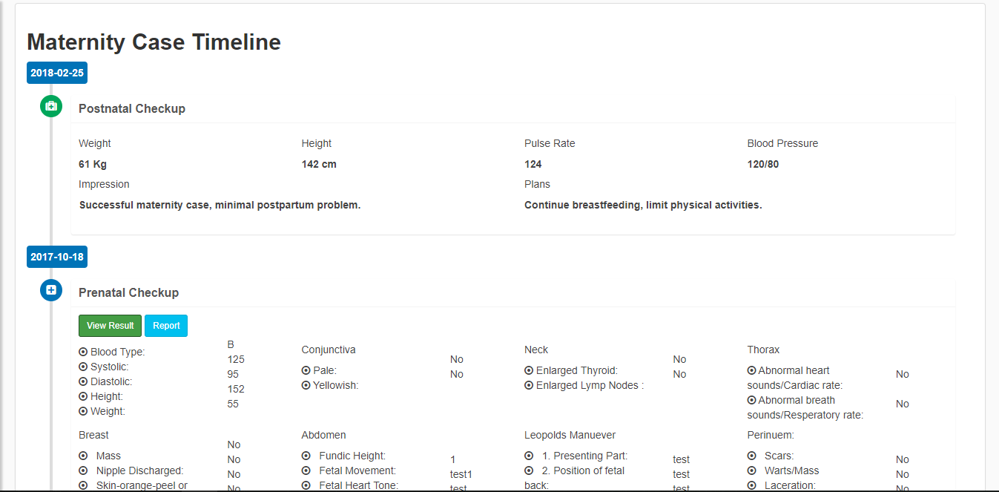 Maternity Case Timeline
2018-02-25
Postnatal Checkup
Weight Height Pulse Rate Blood Pressure
61 Kg 142 cm 124 120/80
Impression Plans
Successful maternity case, minimal postpartum problem. Continue breastfeeding, limit physical activities.
2017-10-18
Prenatal Checkup
View Result Report
Blood Type: B
Systolic: 125
Diastolic: 95
Height: 152
Weight: 55
Conjunctiva
Pale: No
Yellowish: No
Neck
Enlarged Thyroid: No
Enlarged Lymp Nodes : No
Thorax
Abnormal heart
sounds/Cardiac rate: No
Abnormal breath
sounds/Resperatory rate: No
Breast
No
Mass No
Nipple Discharged: No
Skin-orange-peel or No
Abdomen
Fundic Height: 1
Fetal Movement: test1
Fetal Heart Tone: test
Leopolds Manuever
1. Presenting Part: test
2. Position of fetal test
back: test
Perinuem:
Scars: No
Warts/Mass No
Laceration: No